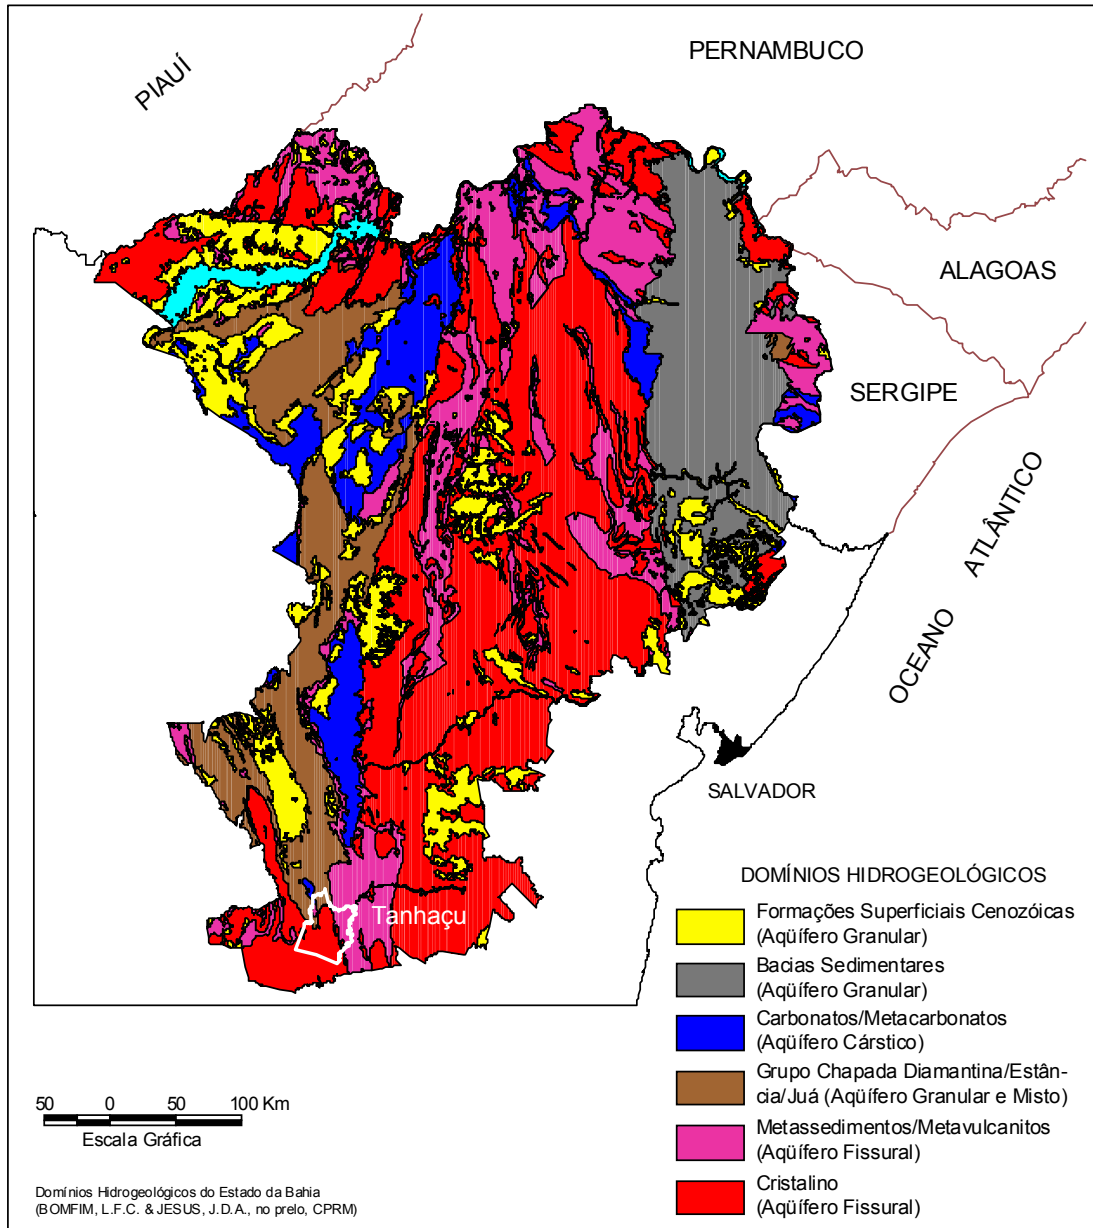 PIAUÍ
PERNAMBUCO
ALAGOAS
SERGIPE
OCEANO ATLÂNTICO
SALVADOR
Tanhaçu
DOMÍNIOS HIDROGEOLÓGICOS
Formações Superficiais Cenozóicas
(Aqüífero Granular)
Bacias Sedimentares
(Aqüífero Granular)
Carbonatos/Metacarbonatos
(Aqüífero Cárstico)
Grupo Chapada Diamantina/Estân-
cia/Juá (Aqüífero Granular e Misto)
Metassedimentos/Metavulcanitos
(Aqüífero Fissural)
Cristalino
(Aqüífero Fissural)
50 0 50 100 Km
Escala Gráfica
Domínios Hidrogeológicos do Estado da Bahia
(BOMFIM, L.F.C. & JESUS, J.D.A., no prelo, CPRM)